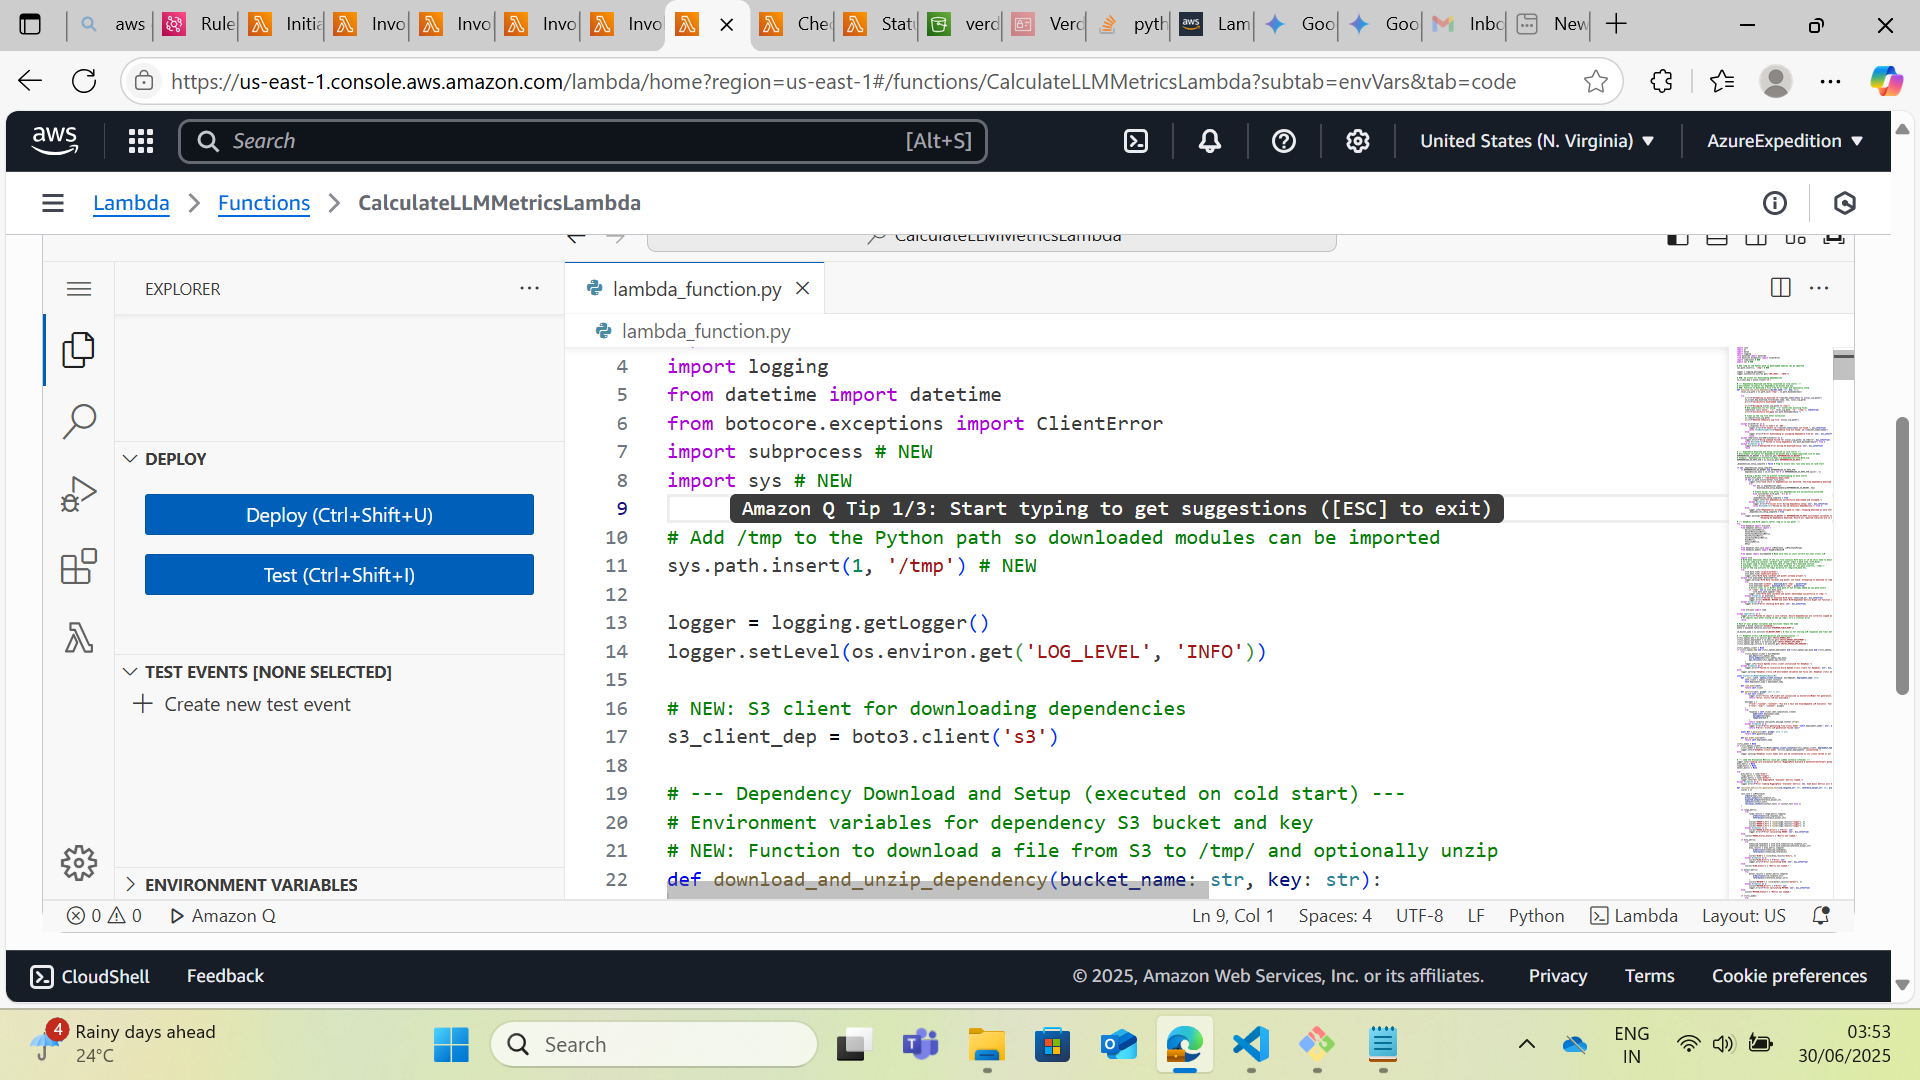 aws
Rule
Initia
Invo
Invo
Invo
Invo
Chec
Statu
verd
Verd
pyth
aws
Lam
Goo
Goo
Inbo
New
https://us-east-1.console.aws.amazon.com/lambda/home?region=us-east-1#/functions/CalculateLLMMetricsLambda?subtab=envVars&tab=code
aws
Search
[Alt+S]
United States (N. Virginia)
AzureExpedition
Lambda
Functions
CalculateLLMMetricsLambda
CalculateLLMMetricsLambda
EXPLORER
lambda_function.py
lambda_function.py
4 import logging
5 from datetime import datetime
6 from botocore.exceptions import ClientError
7 import subprocess # NEW
8 import sys # NEW
9 Amazon Q Tip 1/3: Start typing to get suggestions ([ESC] to exit)
10 # Add /tmp to the Python path so downloaded modules can be imported
11 sys.path.insert(1, '/tmp') # NEW
12
13 logger = logging.getLogger()
14 logger.setLevel(os.environ.get('LOG_LEVEL', 'INFO'))
15
16 # NEW: S3 client for downloading dependencies
17 s3_client_dep = boto3.client('s3')
18
19 # --- Dependency Download and Setup (executed on cold start) ---
20 # Environment variables for dependency S3 bucket and key
21 # NEW: Function to download a file from S3 to /tmp/ and optionally unzip
22 def download_and_unzip_dependency(bucket_name: str, key: str):
DEPLOY
Deploy (Ctrl+Shift+U)
Test (Ctrl+Shift+I)
TEST EVENTS [NONE SELECTED]
Create new test event
ENVIRONMENT VARIABLES
0 0 Amazon Q
Ln 9, Col 1 Spaces: 4 UTF-8 LF Python Lambda Layout: US
CloudShell Feedback
© 2025, Amazon Web Services, Inc. or its affiliates. Privacy Terms Cookie preferences
4
Rainy days ahead
24°C
Search
ENG
IN
03:53
30/06/2025